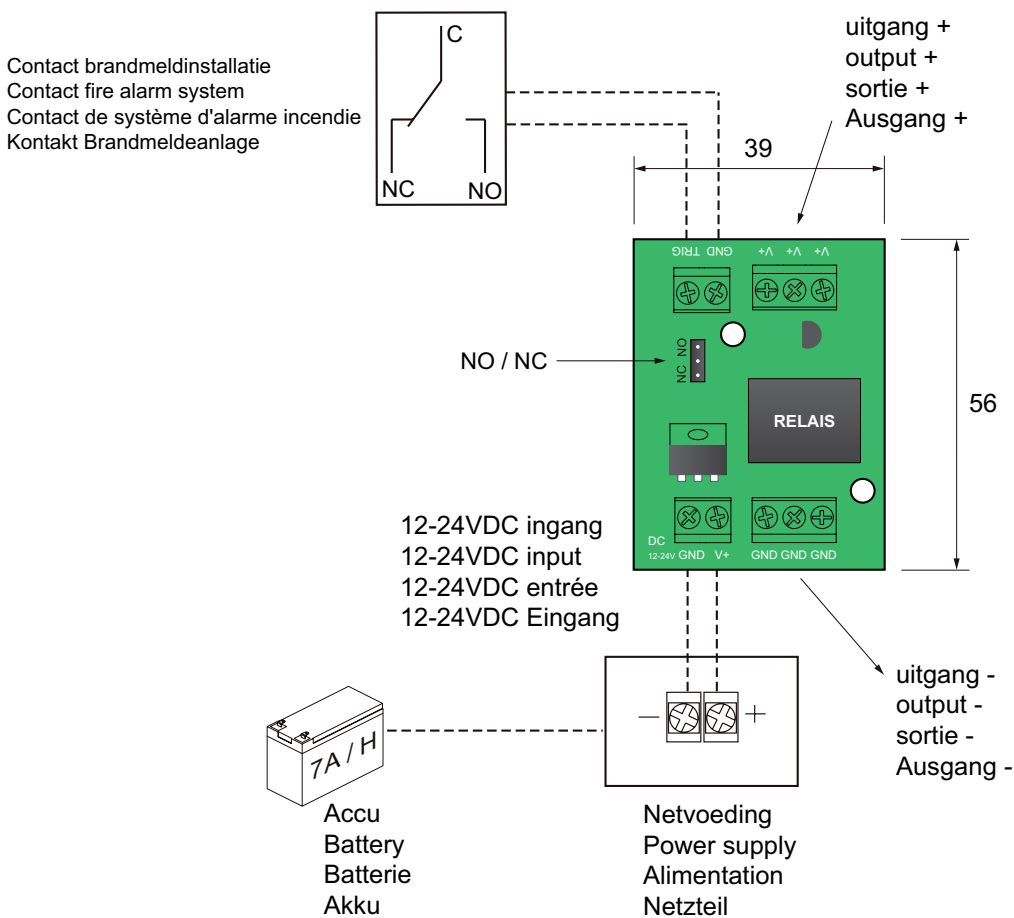 Contact brandmeldinstallatie
Contact fire alarm system
Contact de système d'alarme incendie
Kontakt Brandmeldeanlage
C
NC
NO
uitgang +
output +
sortie +
Ausgang +
39
56
TRIG GND
V+ V+ V+
NO / NC
NC NO
RELAIS
12-24VDC ingang
12-24VDC input
12-24VDC entrée
12-24VDC Eingang
DC
12-24V GND V+
GND GND GND
uitgang -
output -
sortie -
Ausgang -
7A / H
- +
Accu
Battery
Batterie
Akku
Netvoeding
Power supply
Alimentation
Netzteil